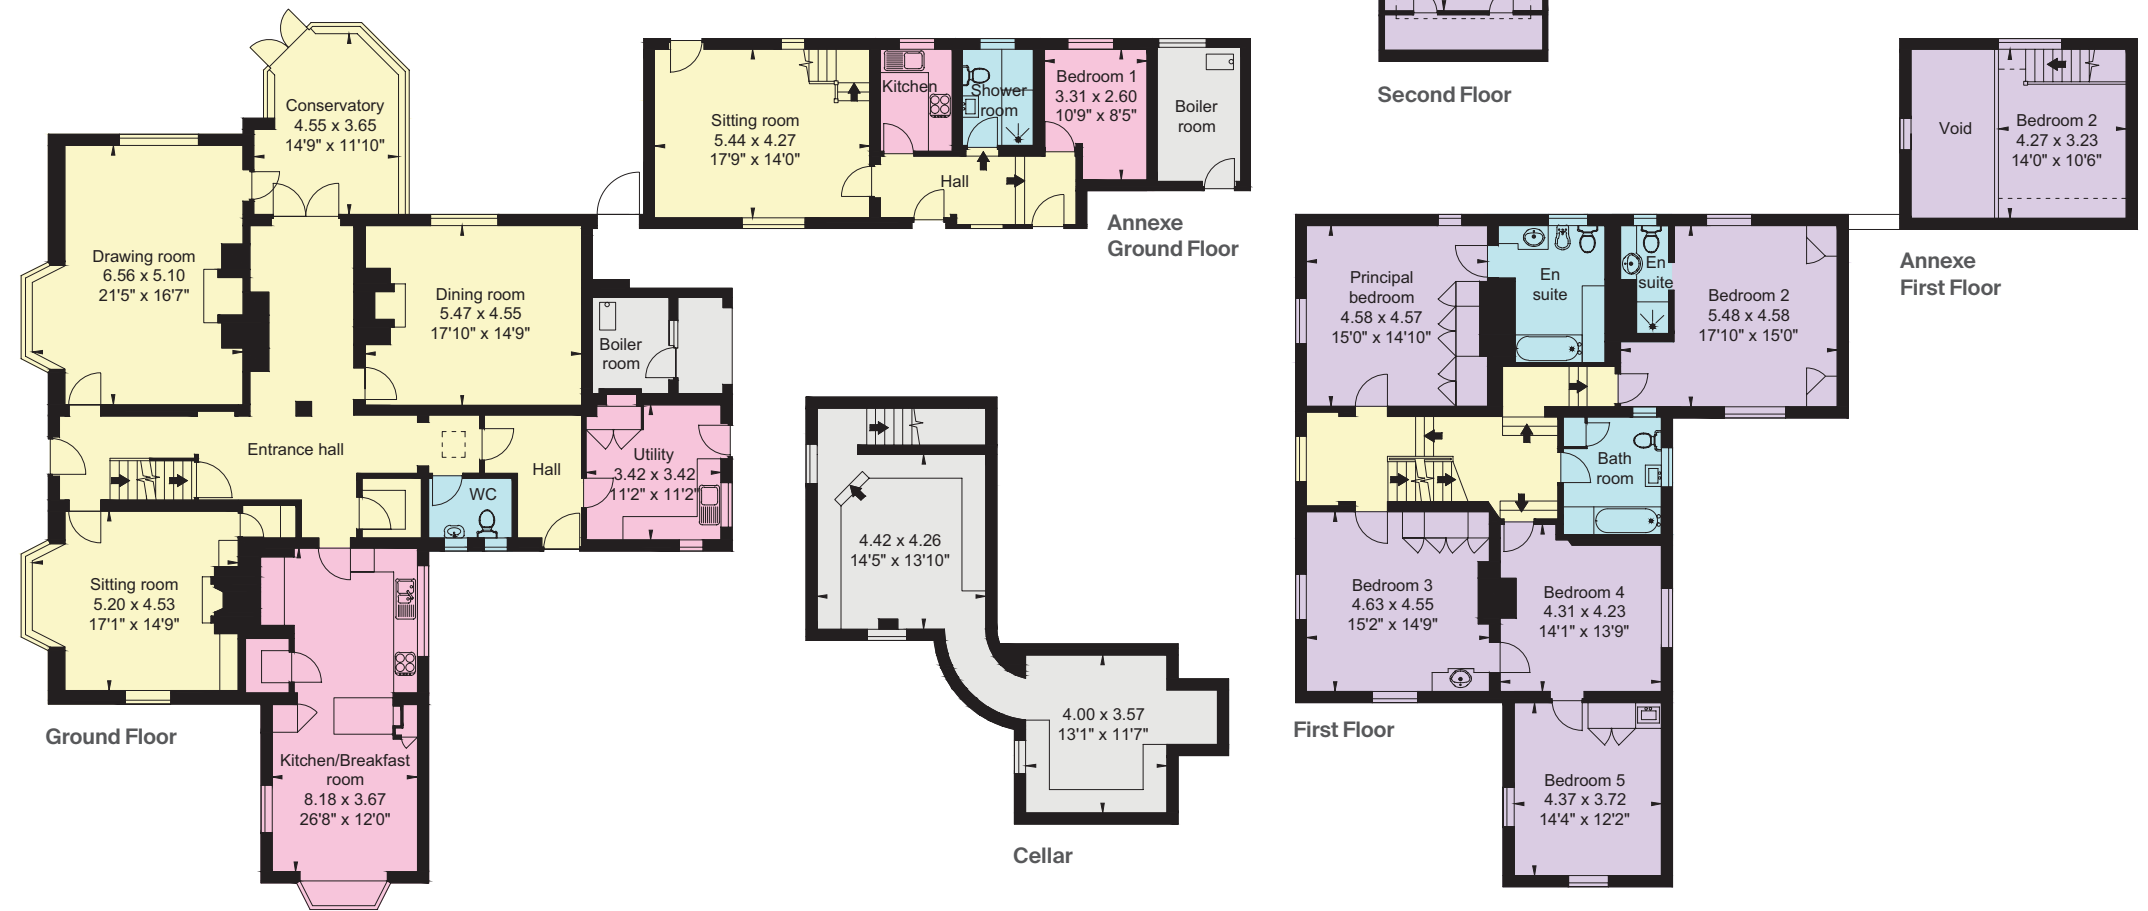 Conservatory
4.55 x 3.65
14'9" x 11'10"
Drawing room
6.56 x 5.10
21'5" x 16'7"
Dining room
5.47 x 4.55
17'10" x 14'9"
Boiler
room
Entrance hall
Hall
Utility
3.42 x 3.42
11'2" x 11'2"
WC
Sitting room
5.20 x 4.53
17'1" x 14'9"
Kitchen/Breakfast
room
8.18 x 3.67
26'8" x 12'0"
Ground Floor
Sitting room
5.44 x 4.27
17'9" x 14'0"
Kitchen
Shower
room
Bedroom 1
3.31 x 2.60
10'9" x 8'5"
Boiler
room
Hall
Annexe
Ground Floor
4.42 x 4.26
14'5" x 13'10"
4.00 x 3.57
13'1" x 11'7"
Cellar
Second Floor
Principal
bedroom
4.58 x 4.57
15'0" x 14'10"
En
suite
En
suite
Bedroom 2
5.48 x 4.58
17'10" x 15'0"
Bath
room
Bedroom 3
4.63 x 4.55
15'2" x 14'9"
Bedroom 4
4.31 x 4.23
14'1" x 13'9"
Bedroom 5
4.37 x 3.72
14'4" x 12'2"
First Floor
Void
Bedroom 2
4.27 x 3.23
14'0" x 10'6"
Annexe
First Floor